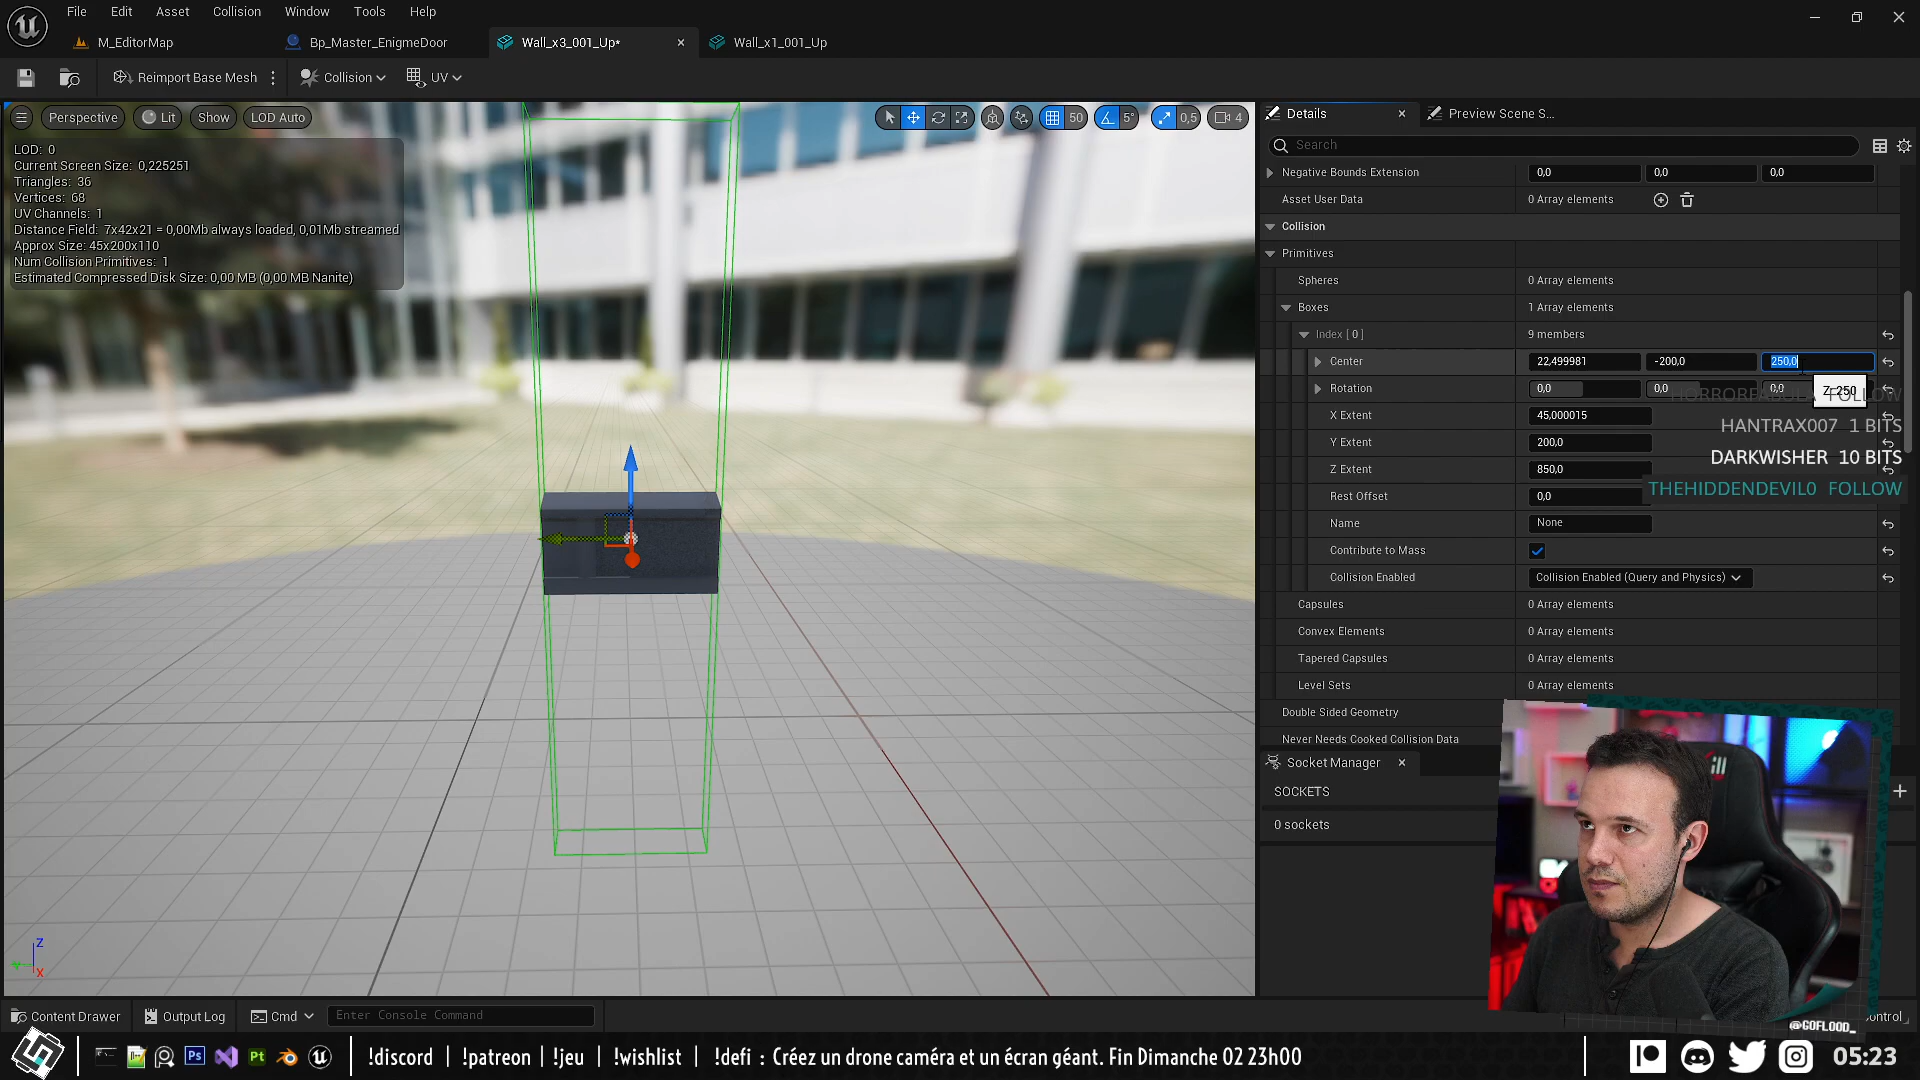 File Edit Asset Collision Window Tools Help
M_EditorMap
Bp_Master_EnigmeDoor
Wall_x3_001_Up*
Wall_x1_001_Up
Reimport Base Mesh
Collision
UV
Perspective
Lit
Show
LOD Auto
50
5°
0,5
4
LOD: 0
Current Screen Size: 0,225251
Triangles: 36
Vertices: 68
UV Channels: 1
Distance Field: 7x42x21 = 0,00Mb always loaded, 0,01Mb streamed
Approx Size: 45x200x110
Num Collision Primitives: 1
Estimated Compressed Disk Size: 0,00 MB (0,00 MB Nanite)
Z
X
Details
Preview Scene S...
Search
Negative Bounds Extension 0,0 0,0 0,0
Asset User Data 0 Array elements
Collision
Primitives
Spheres 0 Array elements
Boxes 1 Array elements
Index [ 0 ] 9 members
Center 22,499981 -200,0 250,0
Rotation 0,0 0,0 0,0
Z 250
FOLLOW
X Extent 45,000015
HANTRAX007 1 BITS
Y Extent 200,0
DARKWISHER 10 BITS
Z Extent 850,0
THEHIDDENDEVIL0 FOLLOW
Rest Offset 0,0
Name None
Contribute to Mass
Collision Enabled Collision Enabled (Query and Physics)
Capsules 0 Array elements
Convex Elements 0 Array elements
Tapered Capsules 0 Array elements
Level Sets 0 Array elements
Double Sided Geometry
Never Needs Cooked Collision Data
Socket Manager
SOCKETS
0 sockets
@GOFLOOD_
Content Drawer
Output Log
Cmd
Enter Console Command
ontrol
Ps
Pt
!discord | !patreon | !jeu | !wishlist | !defi : Créez un drone caméra et un écran géant. Fin Dimanche 02 23h00
05:23